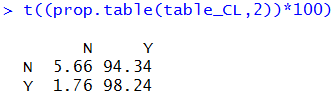 > t((prop.table(table_CL,2))*100)
N Y
N 5.66 94.34
Y 1.76 98.24